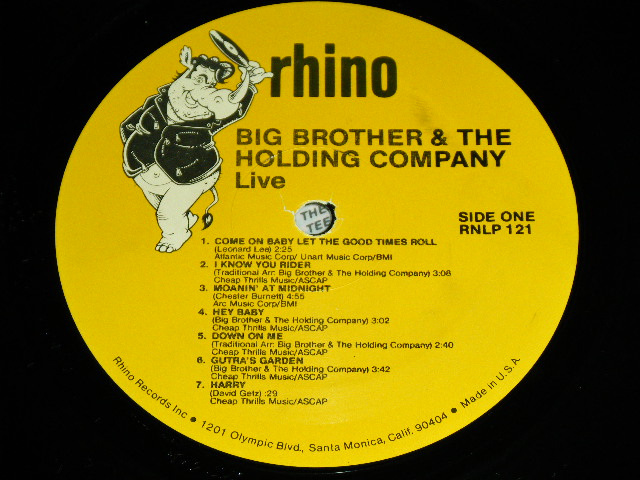 rhino
BIG BROTHER & THE
HOLDING COMPANY
Live
THE
TEE
SIDE ONE
RNLP 121
1. COME ON BABY LET THE GOOD TIMES ROLL
(Leonard Lee) 2:25
Atlantic Music Corp/ Unart Music Corp/BMI
2. I KNOW YOU RIDER
(Traditional Arr: Big Brother & The Holding Company) 3:08
Cheap Thrills Music/ASCAP
3. MOANIN' AT MIDNIGHT
(Chester Burnett) 4:55
Arc Music Corp/BMI
4. HEY BABY
(Big Brother & The Holding Company) 3:02
Cheap Thrills Music/ASCAP
5. DOWN ON ME
(Traditional Arr: Big Brother & The Holding Company) 2:40
Cheap Thrills Music/ASCAP
6. GUTRA'S GARDEN
(Big Brother & The Holding Company) 3:42
Cheap Thrills Music/ASCAP
7. HARRY
(David Getz) :29
Cheap Thrills Music/ASCAP
Rhino Records Inc • 1201 Olympic Blvd., Santa Monica, Calif. 90404 • Made in U.S.A.